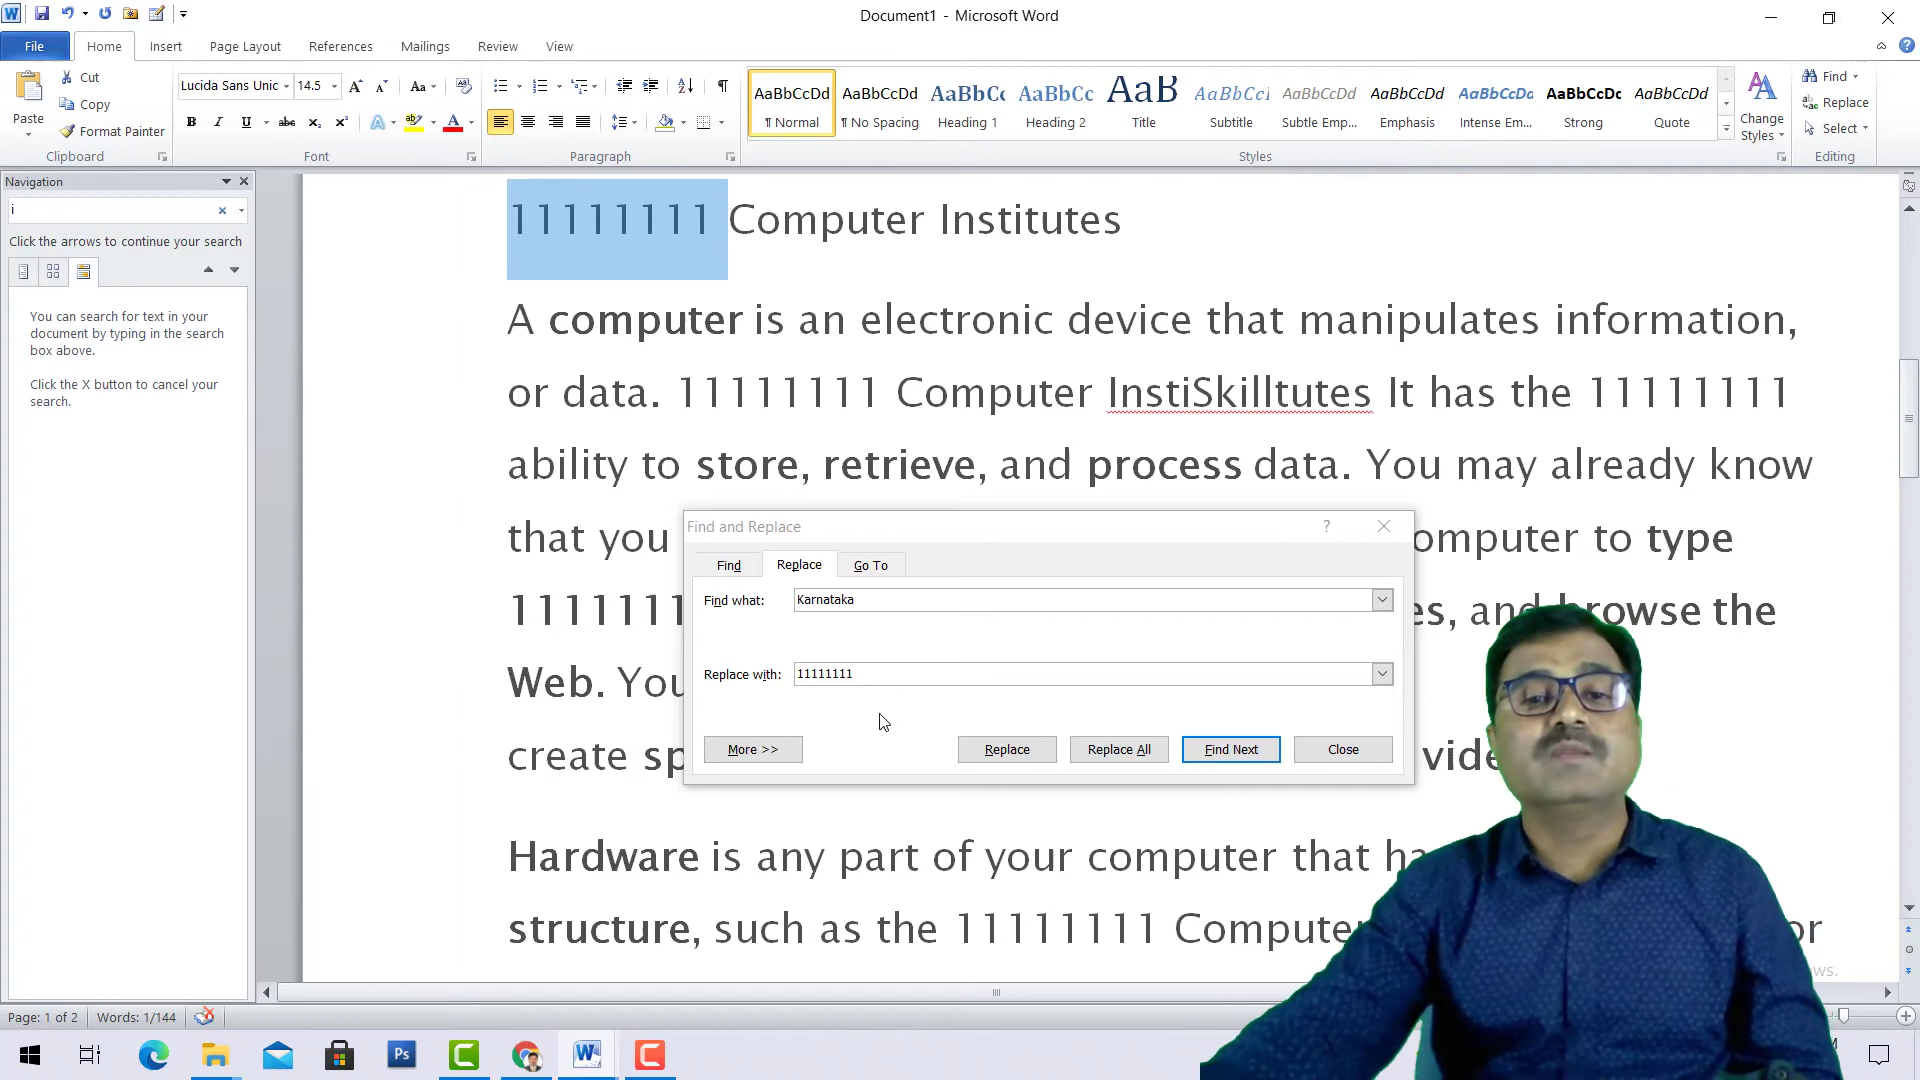 Document1 - Microsoft Word
File Home Insert Page Layout References Mailings Review View
Paste
Cut
Copy
Format Painter
Clipboard
Lucida Sans Unic 14.5
Font
Paragraph
AaBbCcDd AaBbCcDd AaBbCc AaBbCc AaB AaBbCcI AaBbCcDd AaBbCcDd AaBbCcDd AaBbCcDc AaBbCcDd
¶ Normal ¶ No Spacing Heading 1 Heading 2 Title Subtitle Subtle Emp... Emphasis Intense Em... Strong Quote
Styles
Change
Styles
Find
Replace
Select
Editing
Navigation
i
Click the arrows to continue your search
You can search for text in your
document by typing in the search
box above.
Click the X button to cancel your
search.
11111111 Computer Institutes
A computer is an electronic device that manipulates information,
or data. 11111111 Computer InstiSkilltutes It has the 11111111
ability to store, retrieve, and process data. You may already know
that you omputer to type
1111111 es, and browse the
Web. You
create sp vide
Hardware is any part of your computer that ha
structure, such as the 11111111 Computer or
Find and Replace
Find Replace Go To
Find what: Karnataka
Replace with: 11111111
More >> Replace Replace All Find Next Close
ws.
Page: 1 of 2 Words: 1/144
Ps